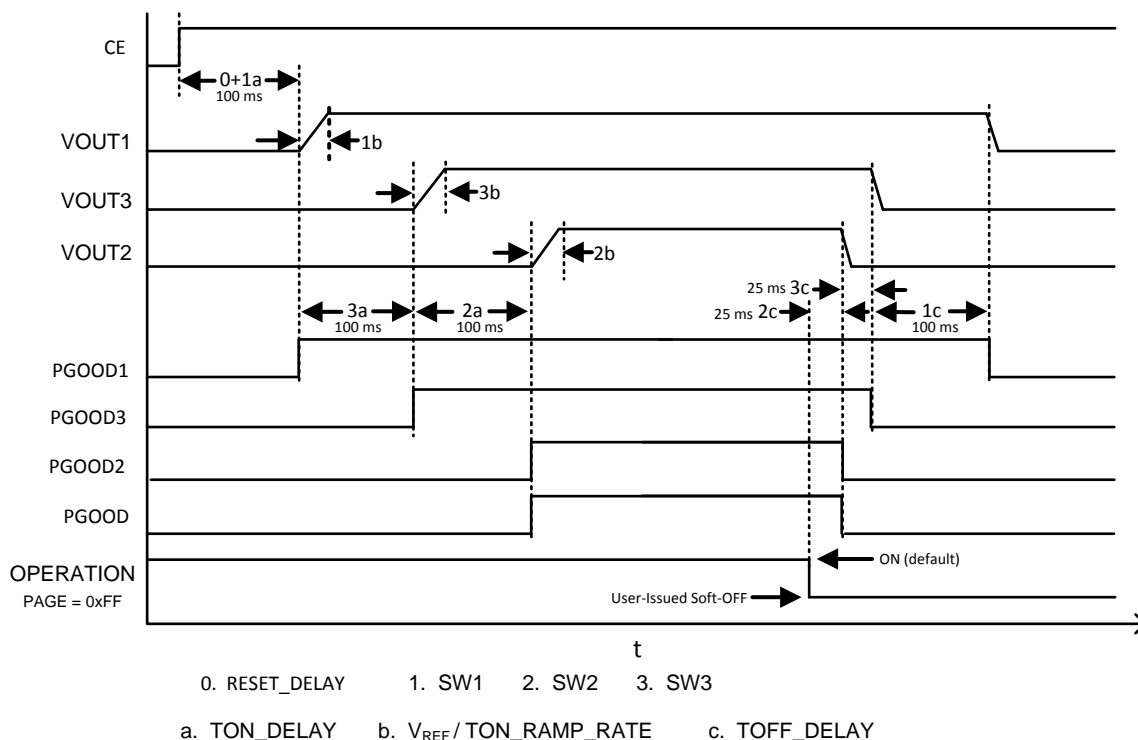 CE
0+1a
100 ms
VOUT1
1b
VOUT3
3b
VOUT2
2b
25 ms 3c
3a
100 ms
2a
100 ms
25 ms 2c
1c
100 ms
PGOOD1
PGOOD3
PGOOD2
PGOOD
OPERATION
PAGE = 0xFF
ON (default)
User-Issued Soft-OFF
t
0. RESET_DELAY 1. SW1 2. SW2 3. SW3
a. TON_DELAY b. VREF / TON_RAMP_RATE c. TOFF_DELAY